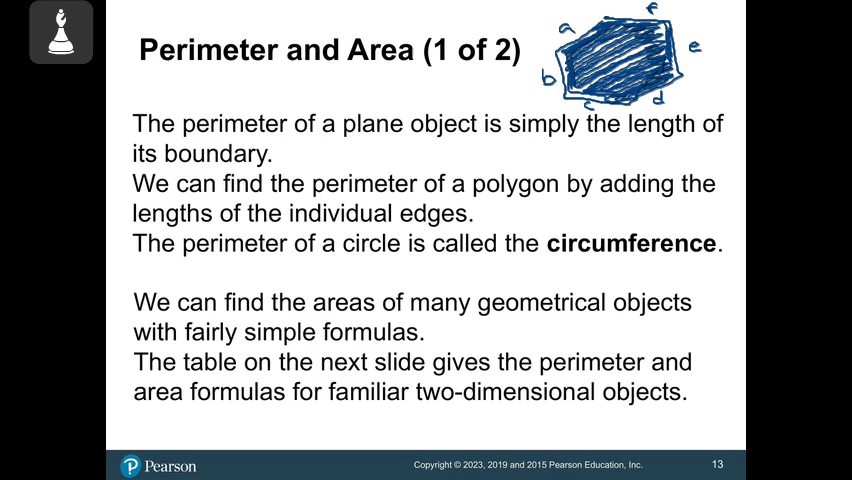 Perimeter and Area (1 of 2)
a
f
e
b
c
d
The perimeter of a plane object is simply the length of
its boundary.
We can find the perimeter of a polygon by adding the
lengths of the individual edges.
The perimeter of a circle is called the circumference.
We can find the areas of many geometrical objects
with fairly simple formulas.
The table on the next slide gives the perimeter and
area formulas for familiar two-dimensional objects.
Pearson
Copyright © 2023, 2019 and 2015 Pearson Education, Inc.
13